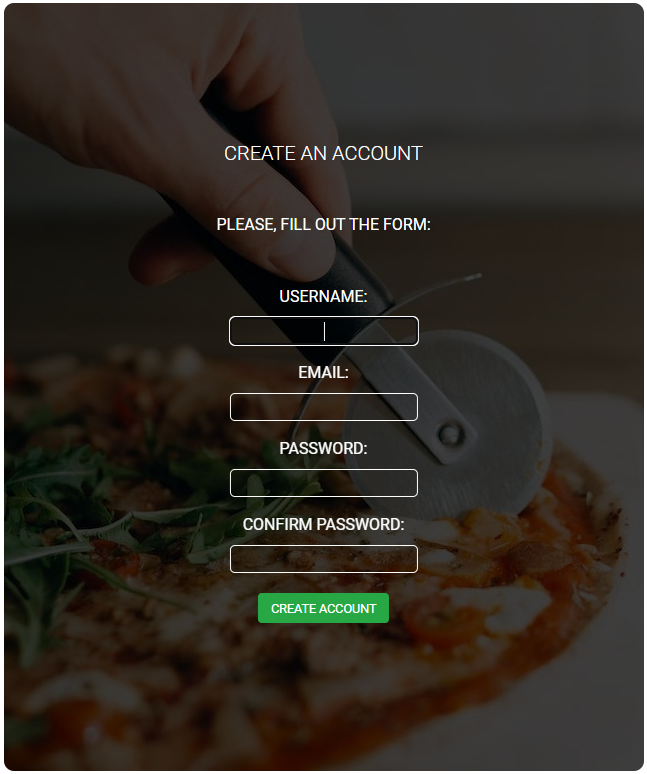 CREATE AN ACCOUNT
PLEASE, FILL OUT THE FORM:
USERNAME:
EMAIL:
PASSWORD:
CONFIRM PASSWORD:
CREATE ACCOUNT